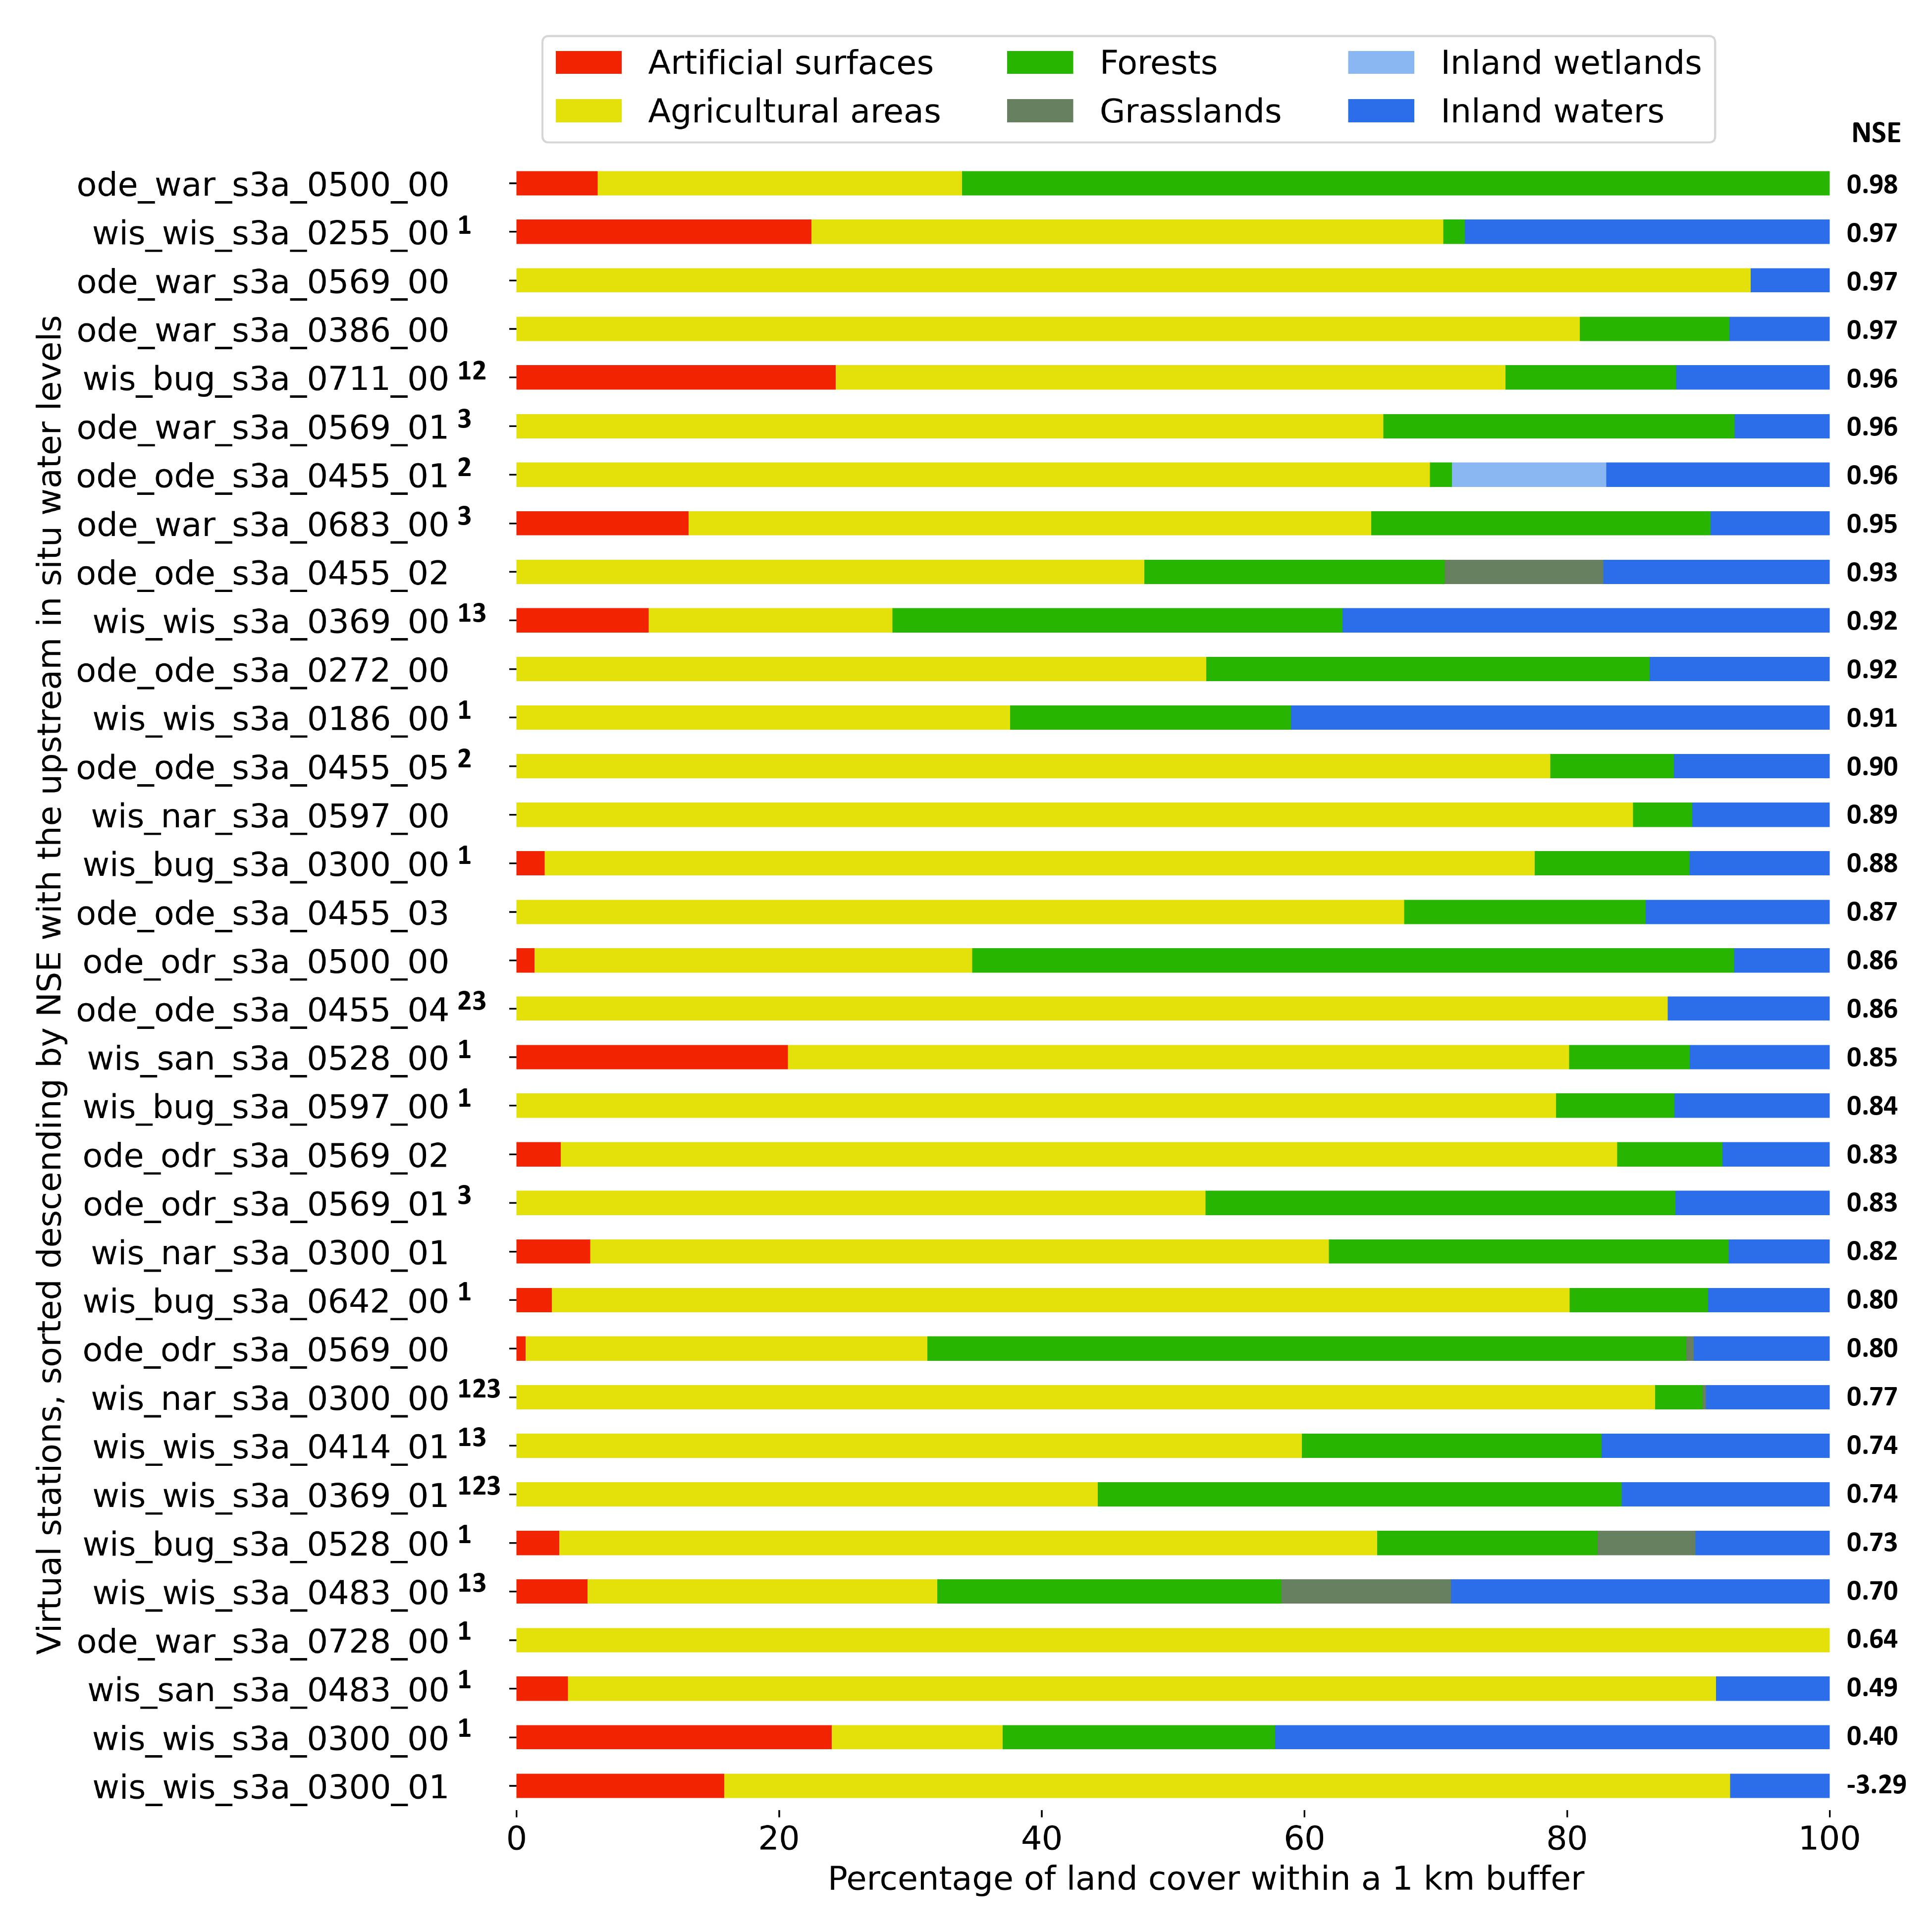 Artificial surfaces Forests Inland wetlands
Agricultural areas Grasslands Inland waters
NSE
Virtual stations, sorted descending by NSE with the upstream in situ water levels
ode_war_s3a_0500_00 0.98
wis_wis_s3a_0255_00 1 0.97
ode_war_s3a_0569_00 0.97
ode_war_s3a_0386_00 0.97
wis_bug_s3a_0711_00 12 0.96
ode_war_s3a_0569_01 3 0.96
ode_ode_s3a_0455_01 2 0.96
ode_war_s3a_0683_00 3 0.95
ode_ode_s3a_0455_02 0.93
wis_wis_s3a_0369_00 13 0.92
ode_ode_s3a_0272_00 0.92
wis_wis_s3a_0186_00 1 0.91
ode_ode_s3a_0455_05 2 0.90
wis_nar_s3a_0597_00 0.89
wis_bug_s3a_0300_00 1 0.88
ode_ode_s3a_0455_03 0.87
ode_odr_s3a_0500_00 0.86
ode_ode_s3a_0455_04 23 0.86
wis_san_s3a_0528_00 1 0.85
wis_bug_s3a_0597_00 1 0.84
ode_odr_s3a_0569_02 0.83
ode_odr_s3a_0569_01 3 0.83
wis_nar_s3a_0300_01 0.82
wis_bug_s3a_0642_00 1 0.80
ode_odr_s3a_0569_00 0.80
wis_nar_s3a_0300_00 123 0.77
wis_wis_s3a_0414_01 13 0.74
wis_wis_s3a_0369_01 123 0.74
wis_bug_s3a_0528_00 1 0.73
wis_wis_s3a_0483_00 13 0.70
ode_war_s3a_0728_00 1 0.64
wis_san_s3a_0483_00 1 0.49
wis_wis_s3a_0300_00 1 0.40
wis_wis_s3a_0300_01 -3.29
0 20 40 60 80 100
Percentage of land cover within a 1 km buffer